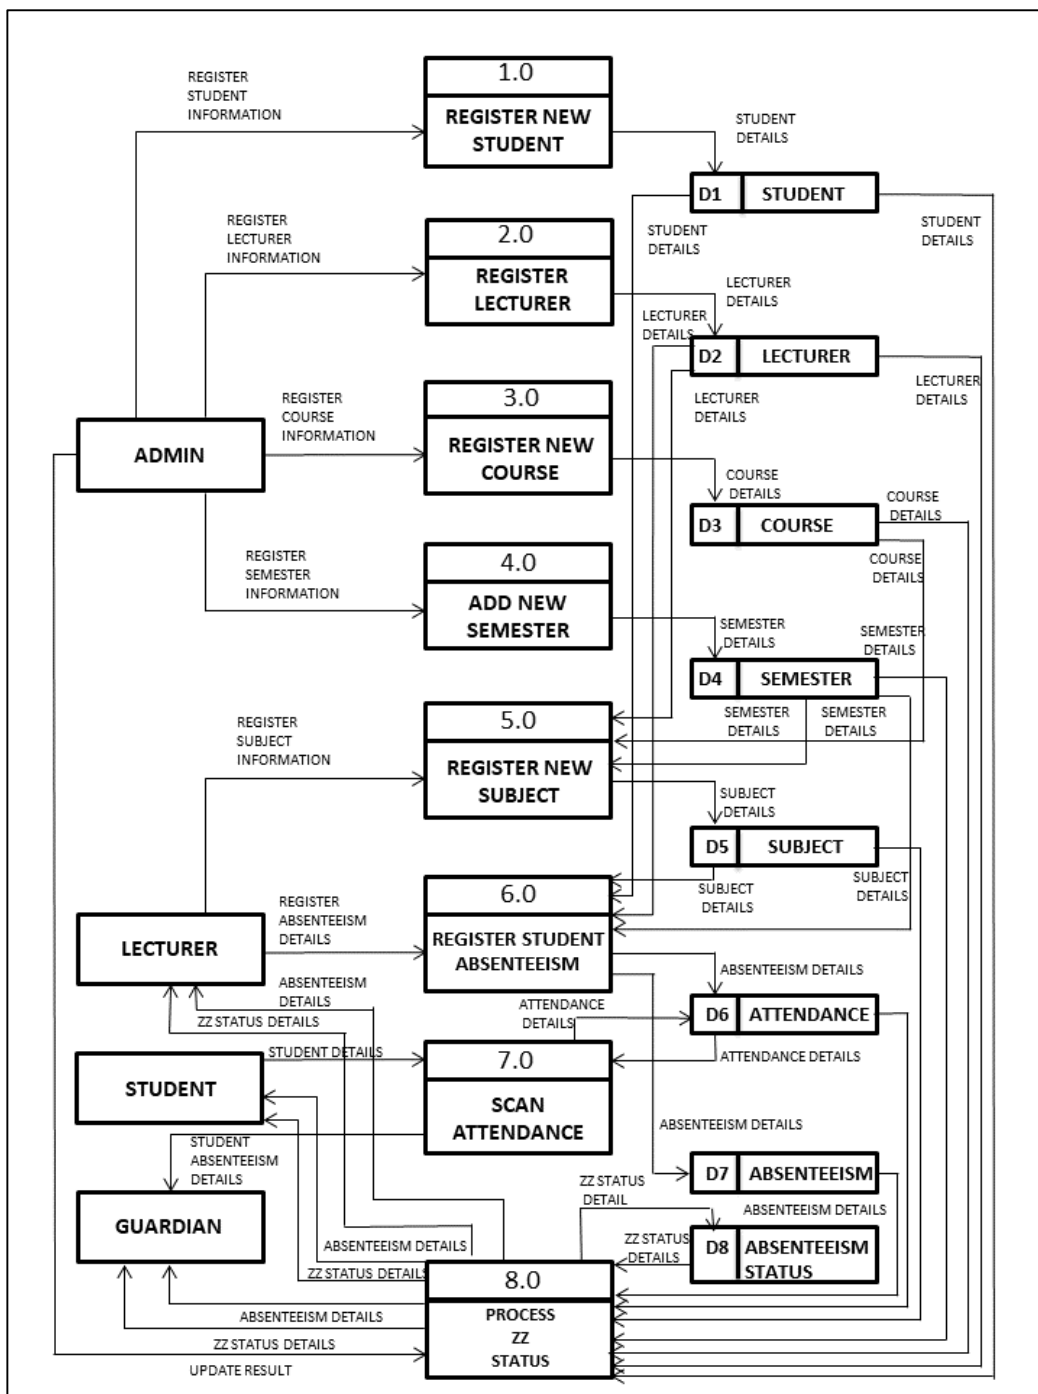 1.0
REGISTER NEW
STUDENT
REGISTER
STUDENT
INFORMATION
STUDENT
DETAILS
D1 STUDENT
STUDENT
DETAILS
STUDENT
DETAILS
REGISTER
LECTURER
INFORMATION
2.0
REGISTER
LECTURER
LECTURER
DETAILS
LECTURER
DETAILS
D2 LECTURER
LECTURER
DETAILS
LECTURER
DETAILS
REGISTER
COURSE
INFORMATION
3.0
REGISTER NEW
COURSE
ADMIN
COURSE
DETAILS
COURSE
DETAILS
D3 COURSE
COURSE
DETAILS
REGISTER
SEMESTER
INFORMATION
4.0
ADD NEW
SEMESTER
SEMESTER
DETAILS
SEMESTER
DETAILS
D4 SEMESTER
SEMESTER
DETAILS
SEMESTER
DETAILS
REGISTER
SUBJECT
INFORMATION
5.0
REGISTER NEW
SUBJECT
SUBJECT
DETAILS
D5 SUBJECT
SUBJECT
DETAILS
SUBJECT
DETAILS
REGISTER
ABSENTEEISM
DETAILS
6.0
REGISTER STUDENT
ABSENTEEISM
LECTURER
ABSENTEEISM DETAILS
ABSENTEEISM
DETAILS
ZZ STATUS DETAILS
ATTENDANCE
DETAILS
D6 ATTENDANCE
ATTENDANCE DETAILS
STUDENT DETAILS
7.0
SCAN
ATTENDANCE
STUDENT
STUDENT
ABSENTEEISM
DETAILS
ABSENTEEISM DETAILS
D7 ABSENTEEISM
ABSENTEEISM DETAILS
GUARDIAN
ZZ STATUS
DETAIL
ZZ STATUS
DETAILS
D8 ABSENTEEISM
STATUS
ABSENTEEISM DETAILS
ZZ STATUS DETAILS
8.0
PROCESS
ZZ
STATUS
ABSENTEEISM DETAILS
ZZ STATUS DETAILS
UPDATE RESULT